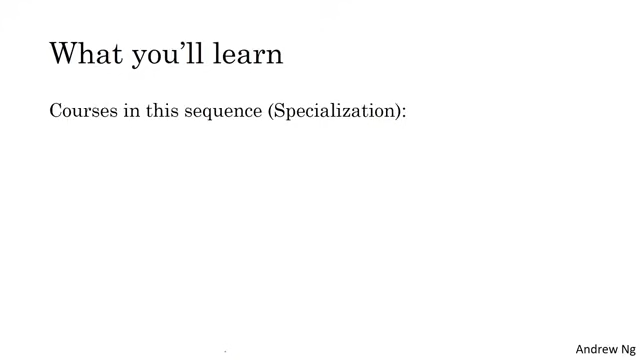 What you’ll learn
Courses in this sequence (Specialization):
Andrew Ng